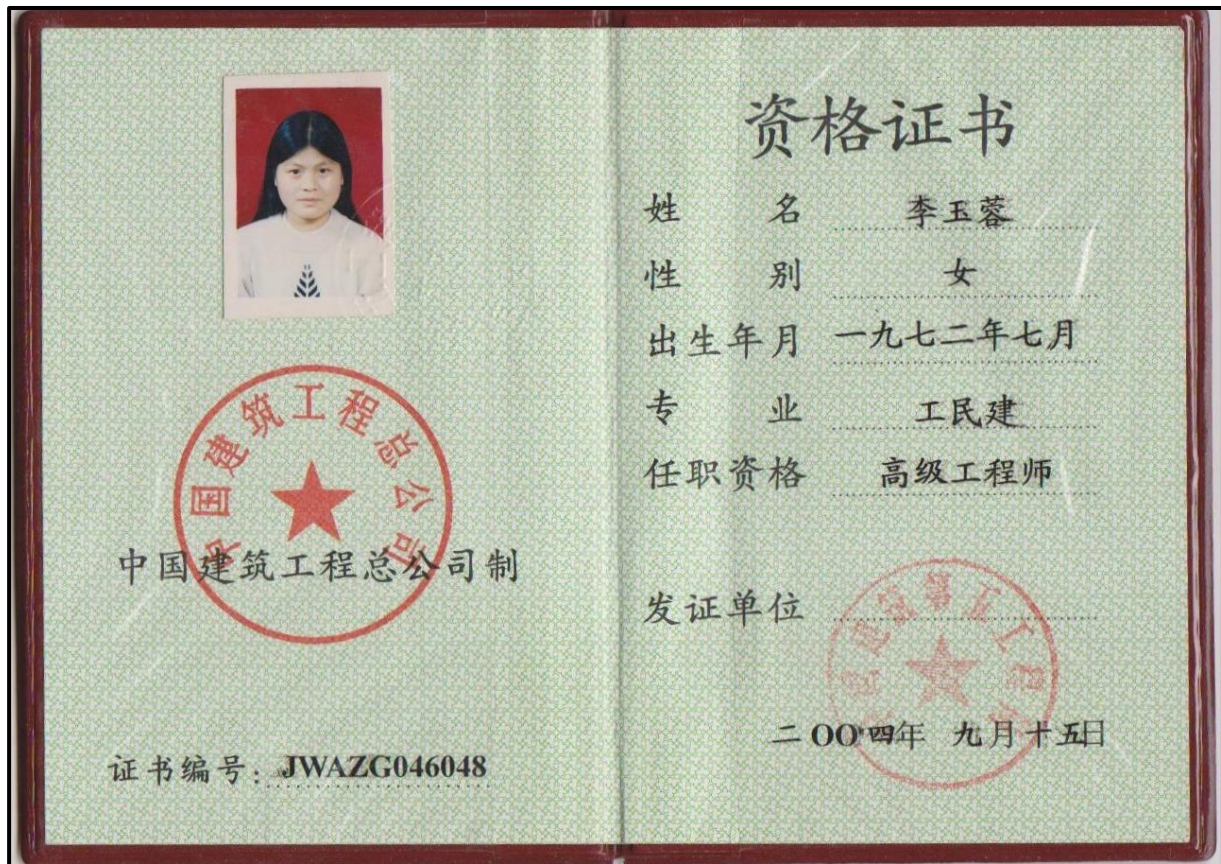 中国建筑工程总公司
中国建筑工程总公司制
证书编号：JWAZG046048
资格证书
姓名 李玉蓉
性别 女
出生年月 一九七二年七月
专业 工民建
任职资格 高级工程师
发证单位
二OO四年 九月十五日